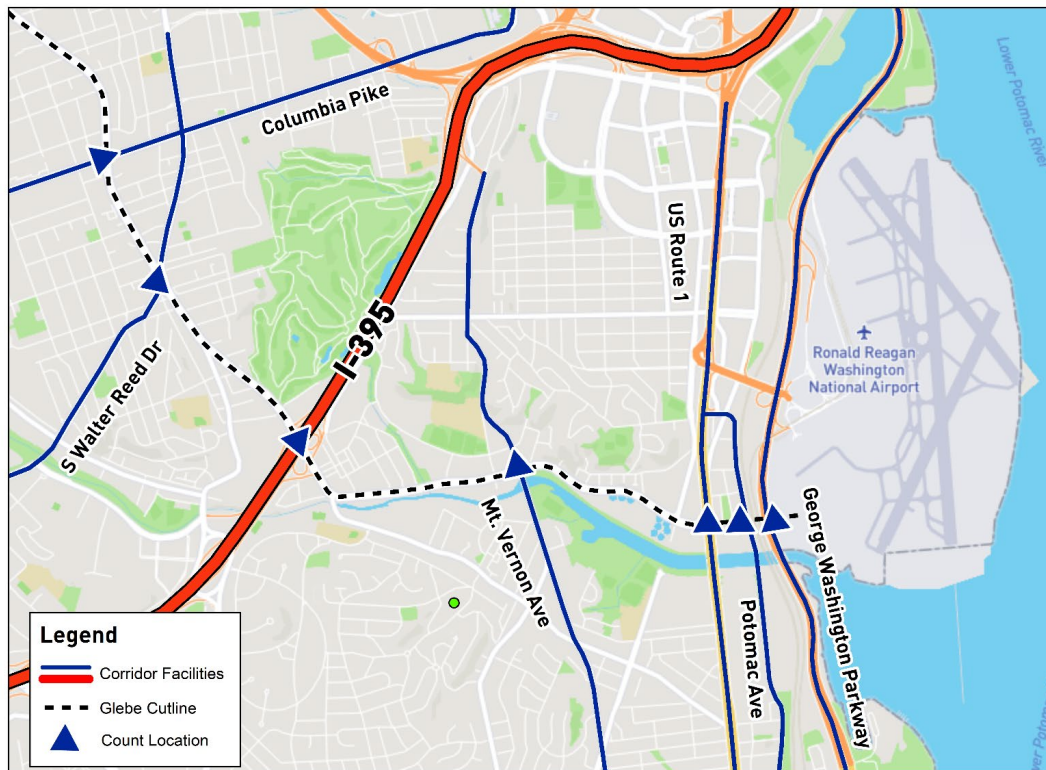 Columbia Pike
Lower Potomac River
US Route 1
I-395
Ronald Reagan
Washington
National Airport
S Walter Reed Dr
Mt. Vernon Ave
George Washington Parkway
Potomac Ave
Legend
Corridor Facilities
Glebe Cutline
Count Location